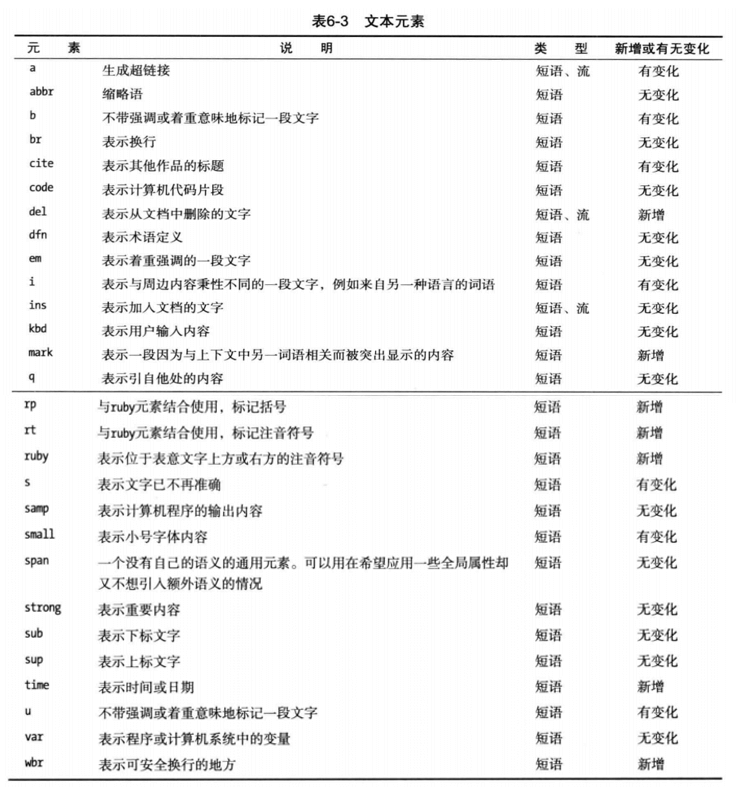 表6-3 文本元素
元 素 说 明 类 型 新增或有无变化
a 生成超链接 短语、流 有变化
abbr 缩略语 短语 无变化
b 不带强调或着重意味地标记一段文字 短语 有变化
br 表示换行 短语 无变化
cite 表示其他作品的标题 短语 有变化
code 表示计算机代码片段 短语 无变化
del 表示从文档中删除的文字 短语、流 新增
dfn 表示术语定义 短语 无变化
em 表示着重强调的一段文字 短语 无变化
i 表示与周边内容秉性不同的一段文字，例如来自另一种语言的词语 短语 有变化
ins 表示加入文档的文字 短语、流 无变化
kbd 表示用户输入内容 短语 无变化
mark 表示一段因为与上下文中另一词语相关而被突出显示的内容 短语 新增
q 表示引自他处的内容 短语 无变化
rp 与ruby元素结合使用，标记括号 短语 新增
rt 与ruby元素结合使用，标记注音符号 短语 新增
ruby 表示位于表意文字上方或右方的注音符号 短语 新增
s 表示文字已不再准确 短语 有变化
samp 表示计算机程序的输出内容 短语 无变化
small 表示小号字体内容 短语 有变化
span 一个没有自己的语义的通用元素。可以用在希望应用一些全局属性却 短语 无变化
又不想引入额外语义的情况
strong 表示重要内容 短语 无变化
sub 表示下标文字 短语 无变化
sup 表示上标文字 短语 无变化
time 表示时间或日期 短语 新增
u 不带强调或着重意味地标记一段文字 短语 有变化
var 表示程序或计算机系统中的变量 短语 无变化
wbr 表示可安全换行的地方 短语 新增